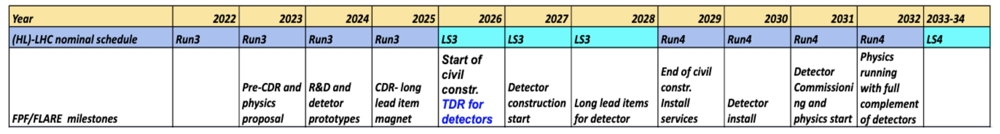 Year 2022 2023 2024 2025 2026 2027 2028 2029 2030 2031 2032 2033-34
(HL)-LHC nominal schedule Run3 Run3 Run3 Run3 LS3 LS3 LS3 Run4 Run4 Run4 Run4 LS4
FPF/FLARE milestones
Pre-CDR and
physics
proposal
R&D and
detetor
prototypes
CDR- long
lead item
magnet
Start of
civil
constr.
TDR for
detectors
Detector
construction
start
Long lead items
for detector
End of civil
constr.
Install
services
Detector
install
Detector
Commissioni
ng and
physics start
Physics
running
with full
complement
of detectors